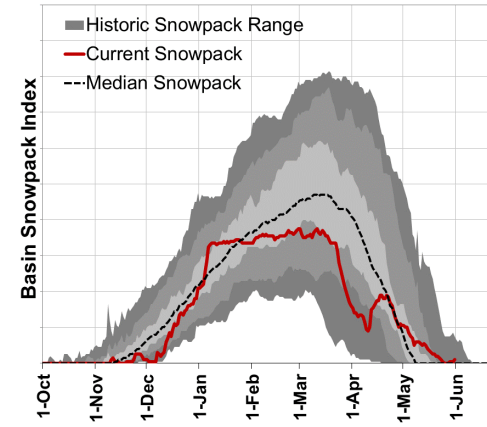 Historic Snowpack Range
Current Snowpack
Median Snowpack
Basin Snowpack Index
1-Oct
1-Nov
1-Dec
1-Jan
1-Feb
1-Mar
1-Apr
1-May
1-Jun